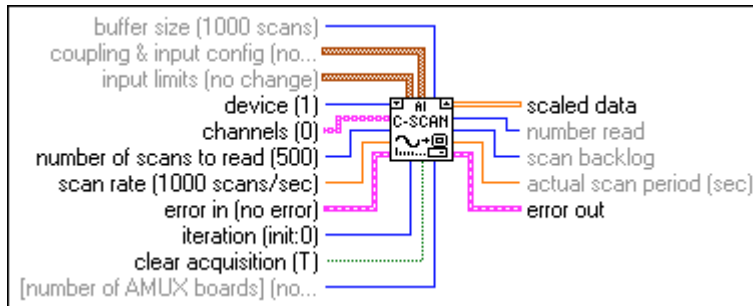 buffer size (1000 scans)
coupling & input config (no...
input limits (no change)
device (1)
channels (0)
number of scans to read (500)
scan rate (1000 scans/sec)
error in (no error)
iteration (init:0)
clear acquisition (T)
[number of AMUX boards] (no...
AI
C-SCAN
scaled data
number read
scan backlog
actual scan period (sec)
error out